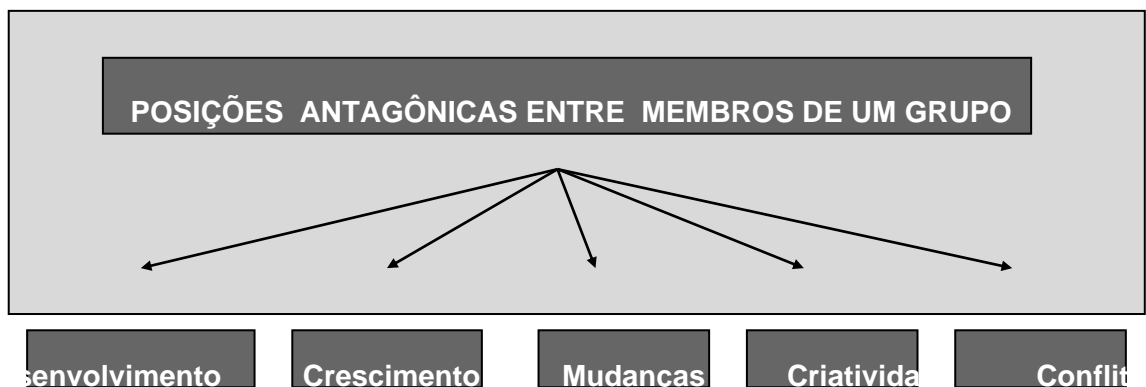 POSIÇÕES ANTAGÔNICAS ENTRE MEMBROS DE UM GRUPO
senvolvimento Crescimento Mudanças Criativida Conflit